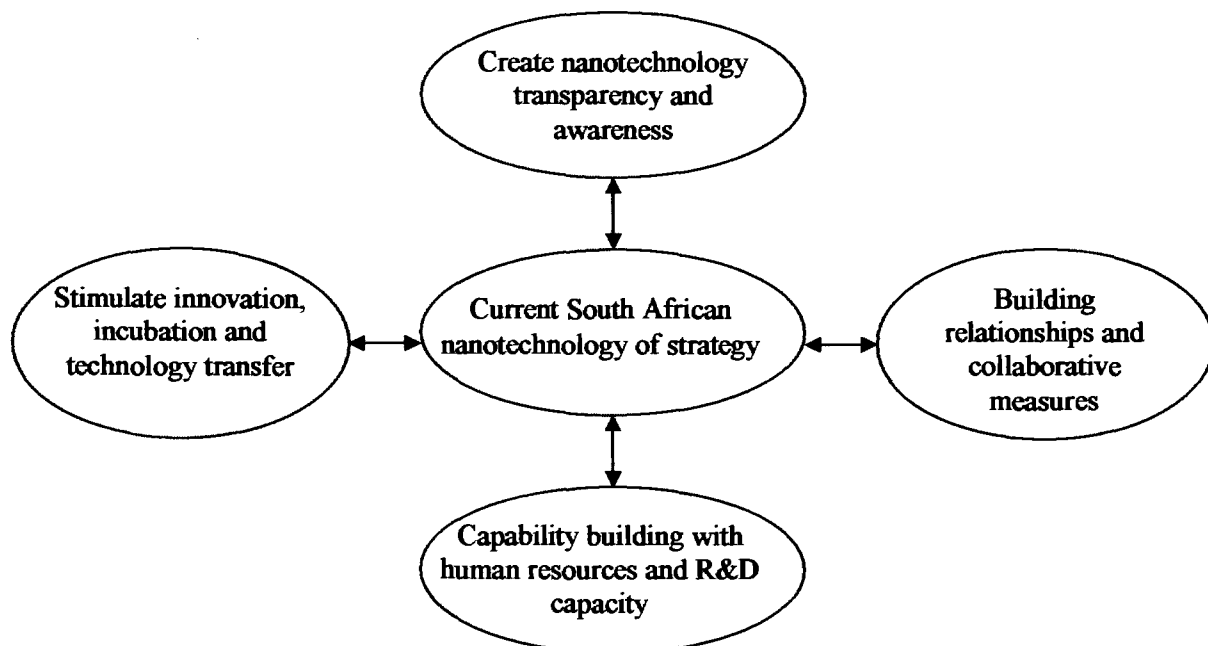 Create nanotechnology
transparency and
awareness
Stimulate innovation,
incubation and
technology transfer
Current South African
nanotechnology of strategy
Building
relationships and
collaborative
measures
Capability building with
human resources and R&D
capacity